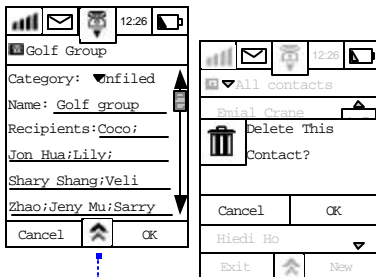 12:26
Golf Group
Category: Unfiled
Name: Golf group
Recipients:Coco;
Jon Hua;Lily;
Shary Shang;Veli
Zhao;Jeny Mu;Sarry
Cancel OK
12:26
All contacts
Emial Crane
Delete This
Contact?
Cancel OK
Hiedi Ho
Exit New